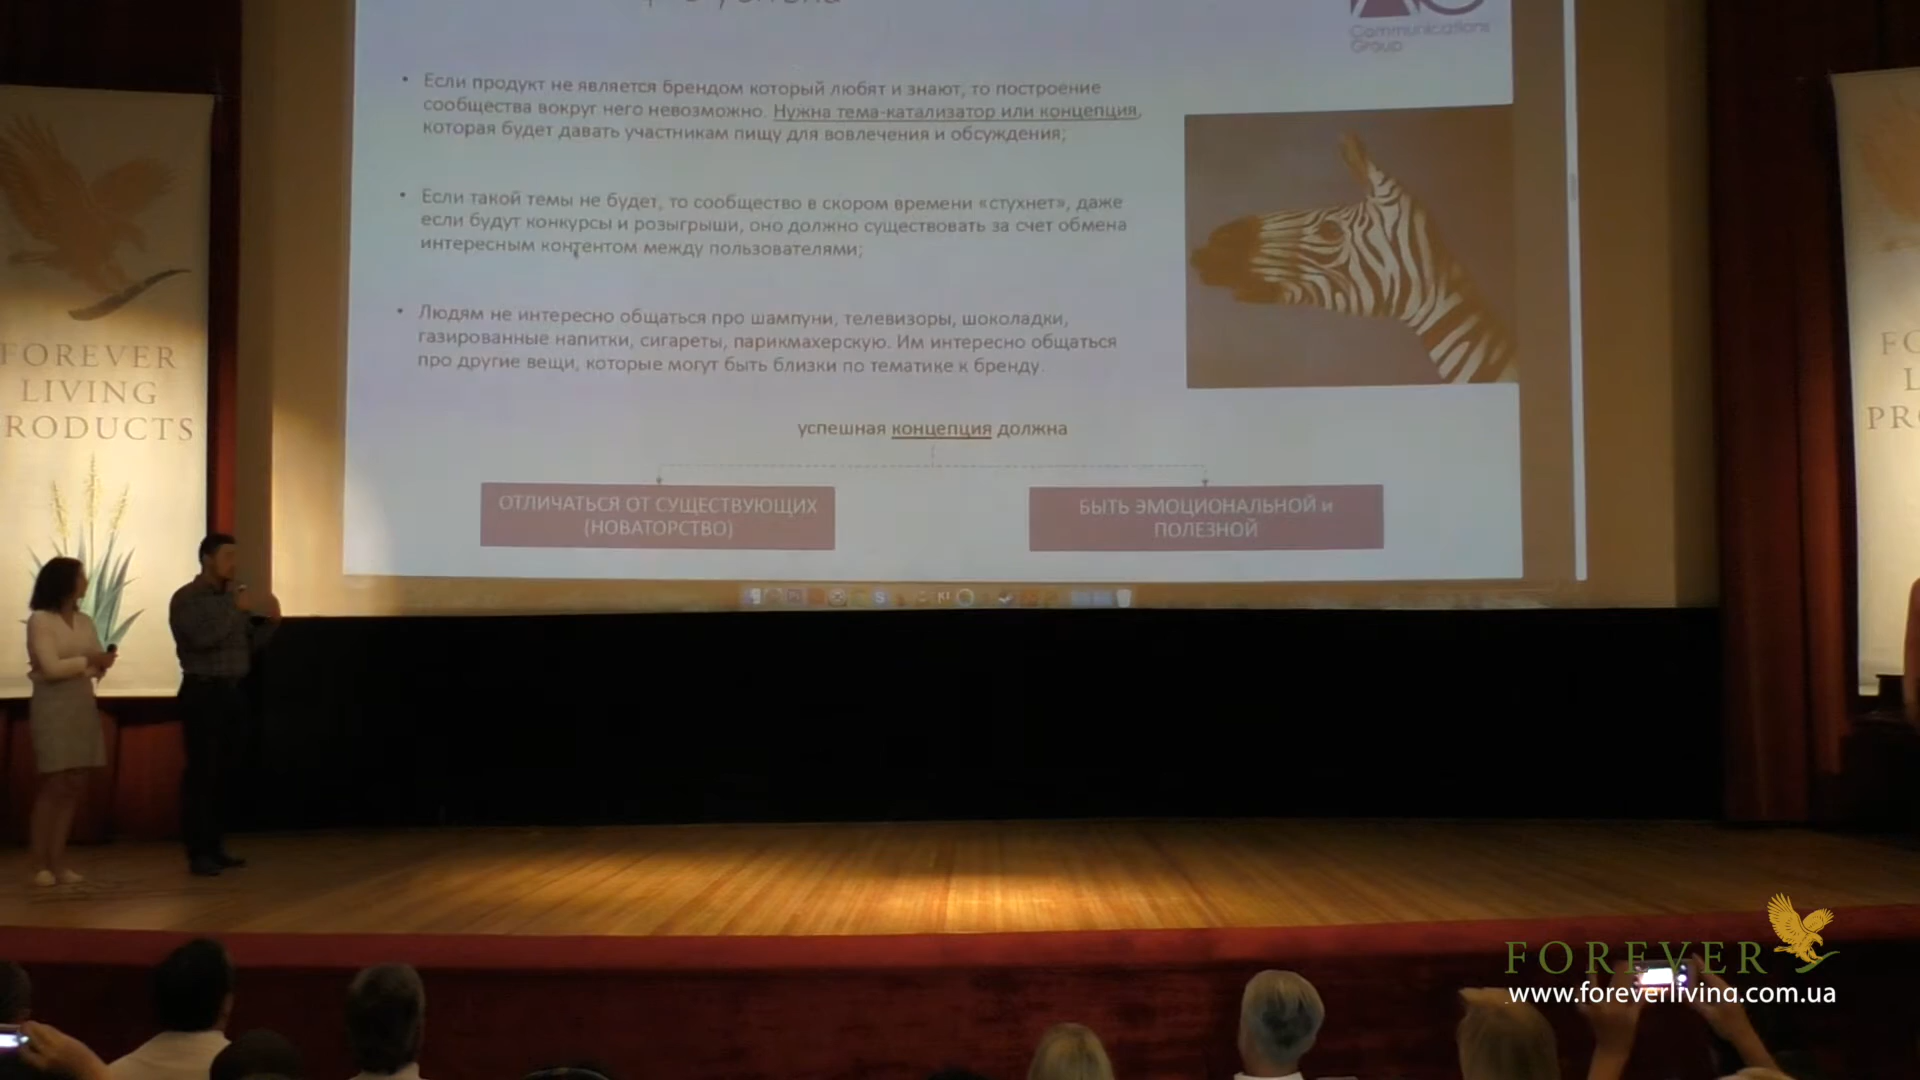 Communications
Group
• Если продукт не является брендом который любят и знают, то построение
сообщества вокруг него невозможно. Нужна тема-катализатор или концепция,
которая будет давать участникам пищу для вовлечения и обсуждения;
• Если такой темы не будет, то сообщество в скором времени «стухнет», даже
если будут конкурсы и розыгрыши, оно должно существовать за счет обмена
интересным контентом между пользователями;
• Людям не интересно общаться про шампуни, телевизоры, шоколадки,
газированные напитки, сигареты, парикмахерскую. Им интересно общаться
про другие вещи, которые могут быть близки по тематике к бренду.
успешная концепция должна
ОТЛИЧАТЬСЯ ОТ СУЩЕСТВУЮЩИХ
(НОВАТОРСТВО)
БЫТЬ ЭМОЦИОНАЛЬНОЙ и
ПОЛЕЗНОЙ
FOREVER
LIVING
PRODUCTS
FO
L
PRO
FOREVER
www.foreverliving.com.ua